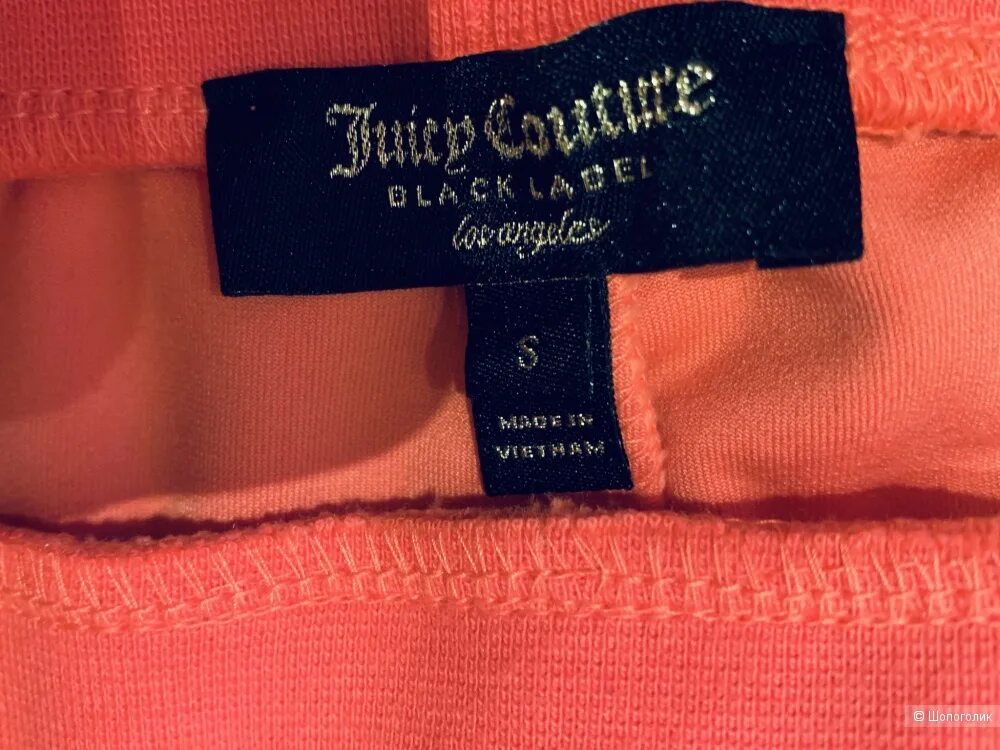 Juicy Couture
BLACK LABEL
los angeles
S
MADE IN
VIETNAM
© Шопоголик